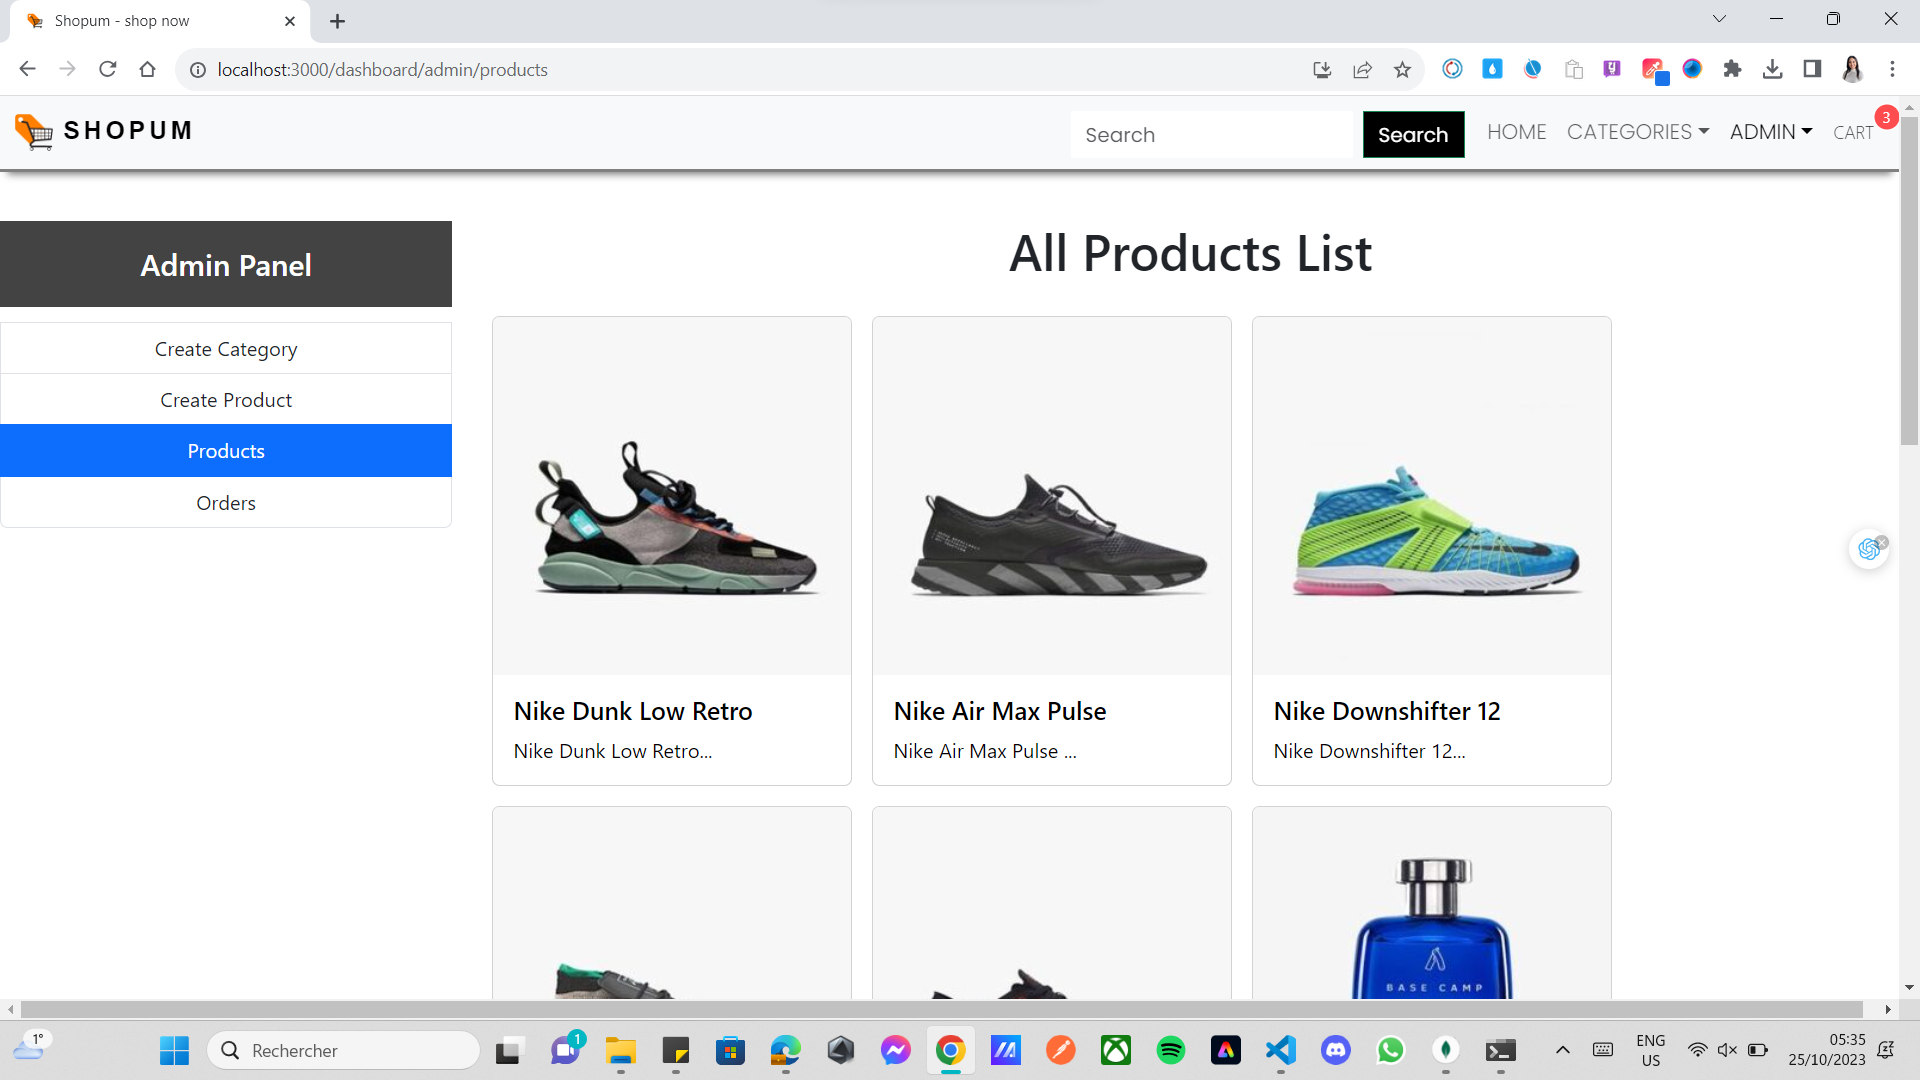 Shopum - shop now
localhost:3000/dashboard/admin/products
SHOPUM
Search
Search
HOME
CATEGORIES
ADMIN
CART
3
Admin Panel
Create Category
Create Product
Products
Orders
All Products List
Nike Dunk Low Retro
Nike Dunk Low Retro...
Nike Air Max Pulse
Nike Air Max Pulse ...
Nike Downshifter 12
Nike Downshifter 12...
BASE CAMP
1°
Rechercher
1
ENG
US
05:35
25/10/2023